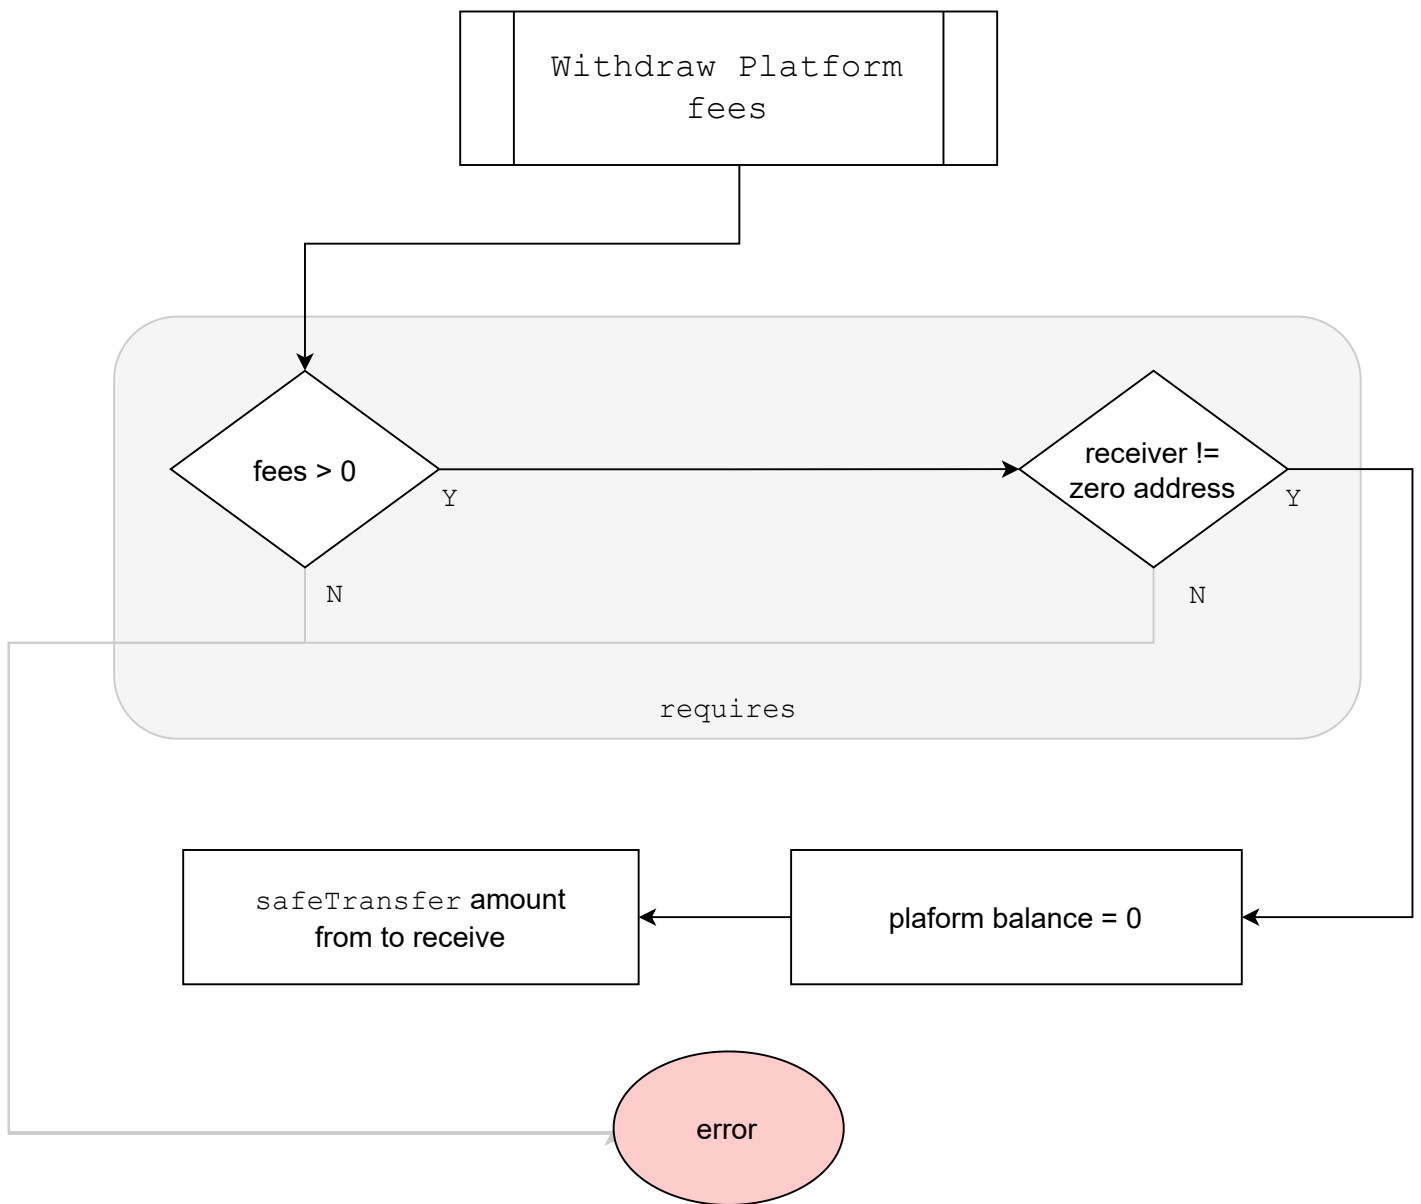 Withdraw Platform
fees
fees > 0
Y
N
receiver !=
zero address
Y
N
requires
safeTransfer amount
from to receive
plaform balance = 0
error